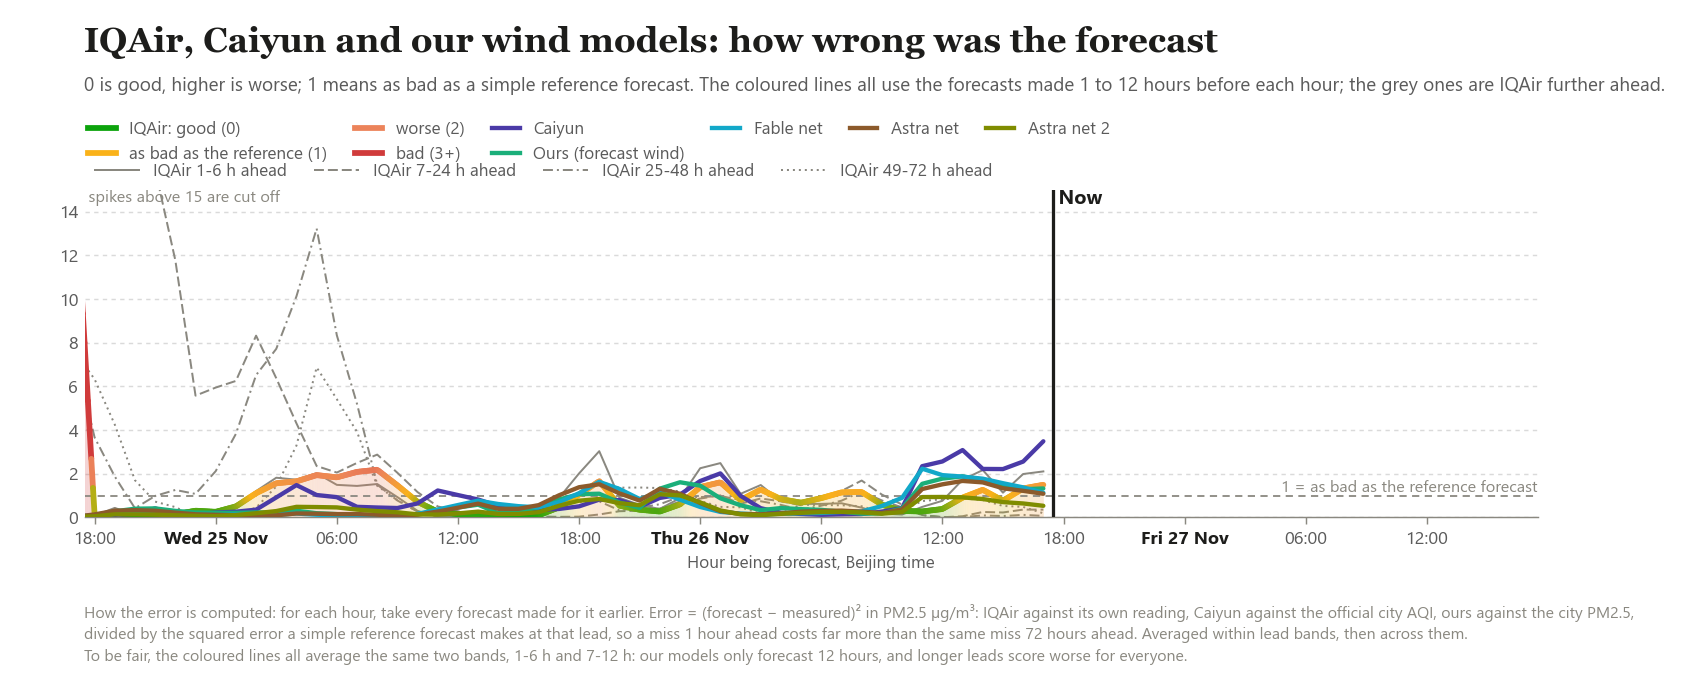 IQAir, Caiyun and our wind models: how wrong was the forecast
0 is good, higher is worse; 1 means as bad as a simple reference forecast. The coloured lines all use the forecasts made 1 to 12 hours before each hour; the grey ones are IQAir further ahead.
IQAir: good (0) worse (2) Caiyun Fable net Astra net Astra net 2
as bad as the reference (1) bad (3+) Ours (forecast wind)
IQAir 1-6 h ahead IQAir 7-24 h ahead IQAir 25-48 h ahead IQAir 49-72 h ahead
spikes above 15 are cut off
Now
14
12
10
8
6
4
2
1 = as bad as the reference forecast
0
18:00 Wed 25 Nov 06:00 12:00 18:00 Thu 26 Nov 06:00 12:00 18:00 Fri 27 Nov 06:00 12:00
Hour being forecast, Beijing time
How the error is computed: for each hour, take every forecast made for it earlier. Error = (forecast − measured)² in PM2.5 µg/m³: IQAir against its own reading, Caiyun against the official city AQI, ours against the city PM2.5,
divided by the squared error a simple reference forecast makes at that lead, so a miss 1 hour ahead costs far more than the same miss 72 hours ahead. Averaged within lead bands, then across them.
To be fair, the coloured lines all average the same two bands, 1-6 h and 7-12 h: our models only forecast 12 hours, and longer leads score worse for everyone.